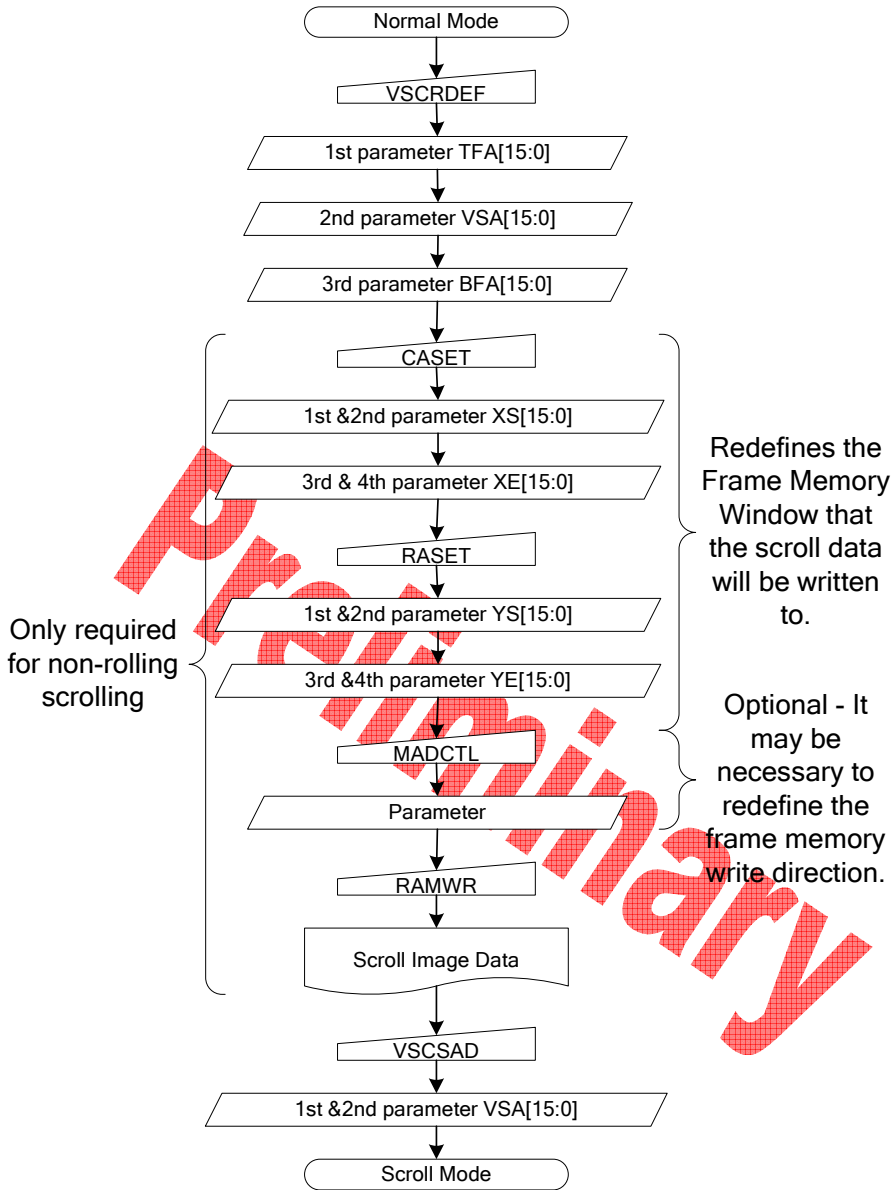 Normal Mode
VSCRDEF
1st parameter TFA[15:0]
2nd parameter VSA[15:0]
3rd parameter BFA[15:0]
CASET
1st &2nd parameter XS[15:0]
3rd & 4th parameter XE[15:0]
RASET
1st &2nd parameter YS[15:0]
3rd &4th parameter YE[15:0]
MADCTL
Parameter
RAMWR
Scroll Image Data
VSCSAD
1st &2nd parameter VSA[15:0]
Scroll Mode
Only required
for non-rolling
scrolling
Redefines the
Frame Memory
Window that
the scroll data
will be written
to.
Optional - It
may be
necessary to
redefine the
frame memory
write direction.
Preliminary